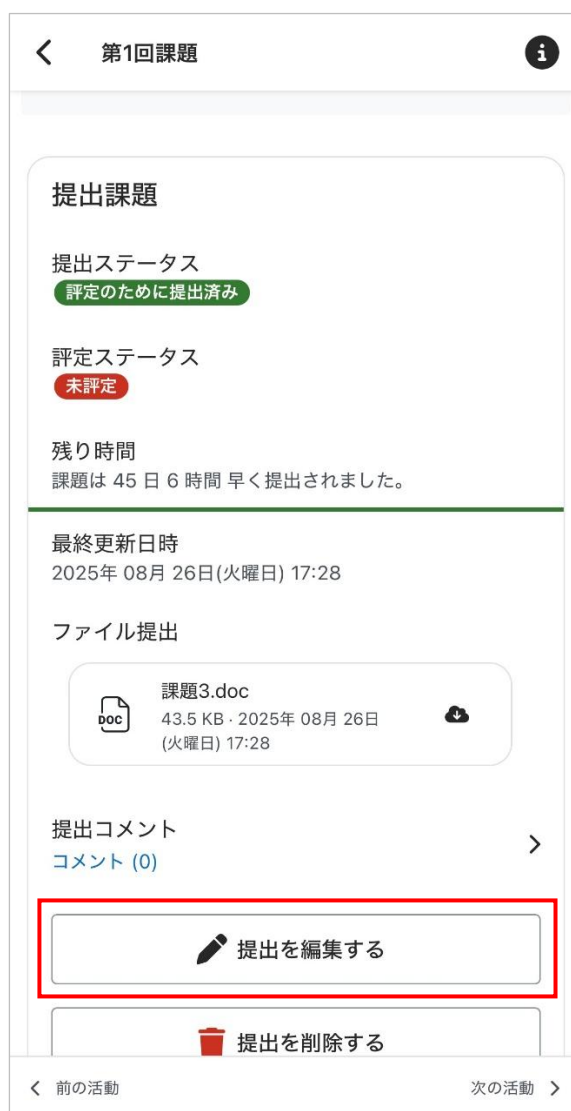 第1回課題
提出課題
提出ステータス
評定のために提出済み
評定ステータス
未評定
残り時間
課題は 45 日 6 時間 早く提出されました。
最終更新日時
2025年 08月 26日(火曜日) 17:28
ファイル提出
DOC
課題3.doc
43.5 KB · 2025年 08月 26日
(火曜日) 17:28
提出コメント
コメント (0)
提出を編集する
提出を削除する
前の活動
次の活動